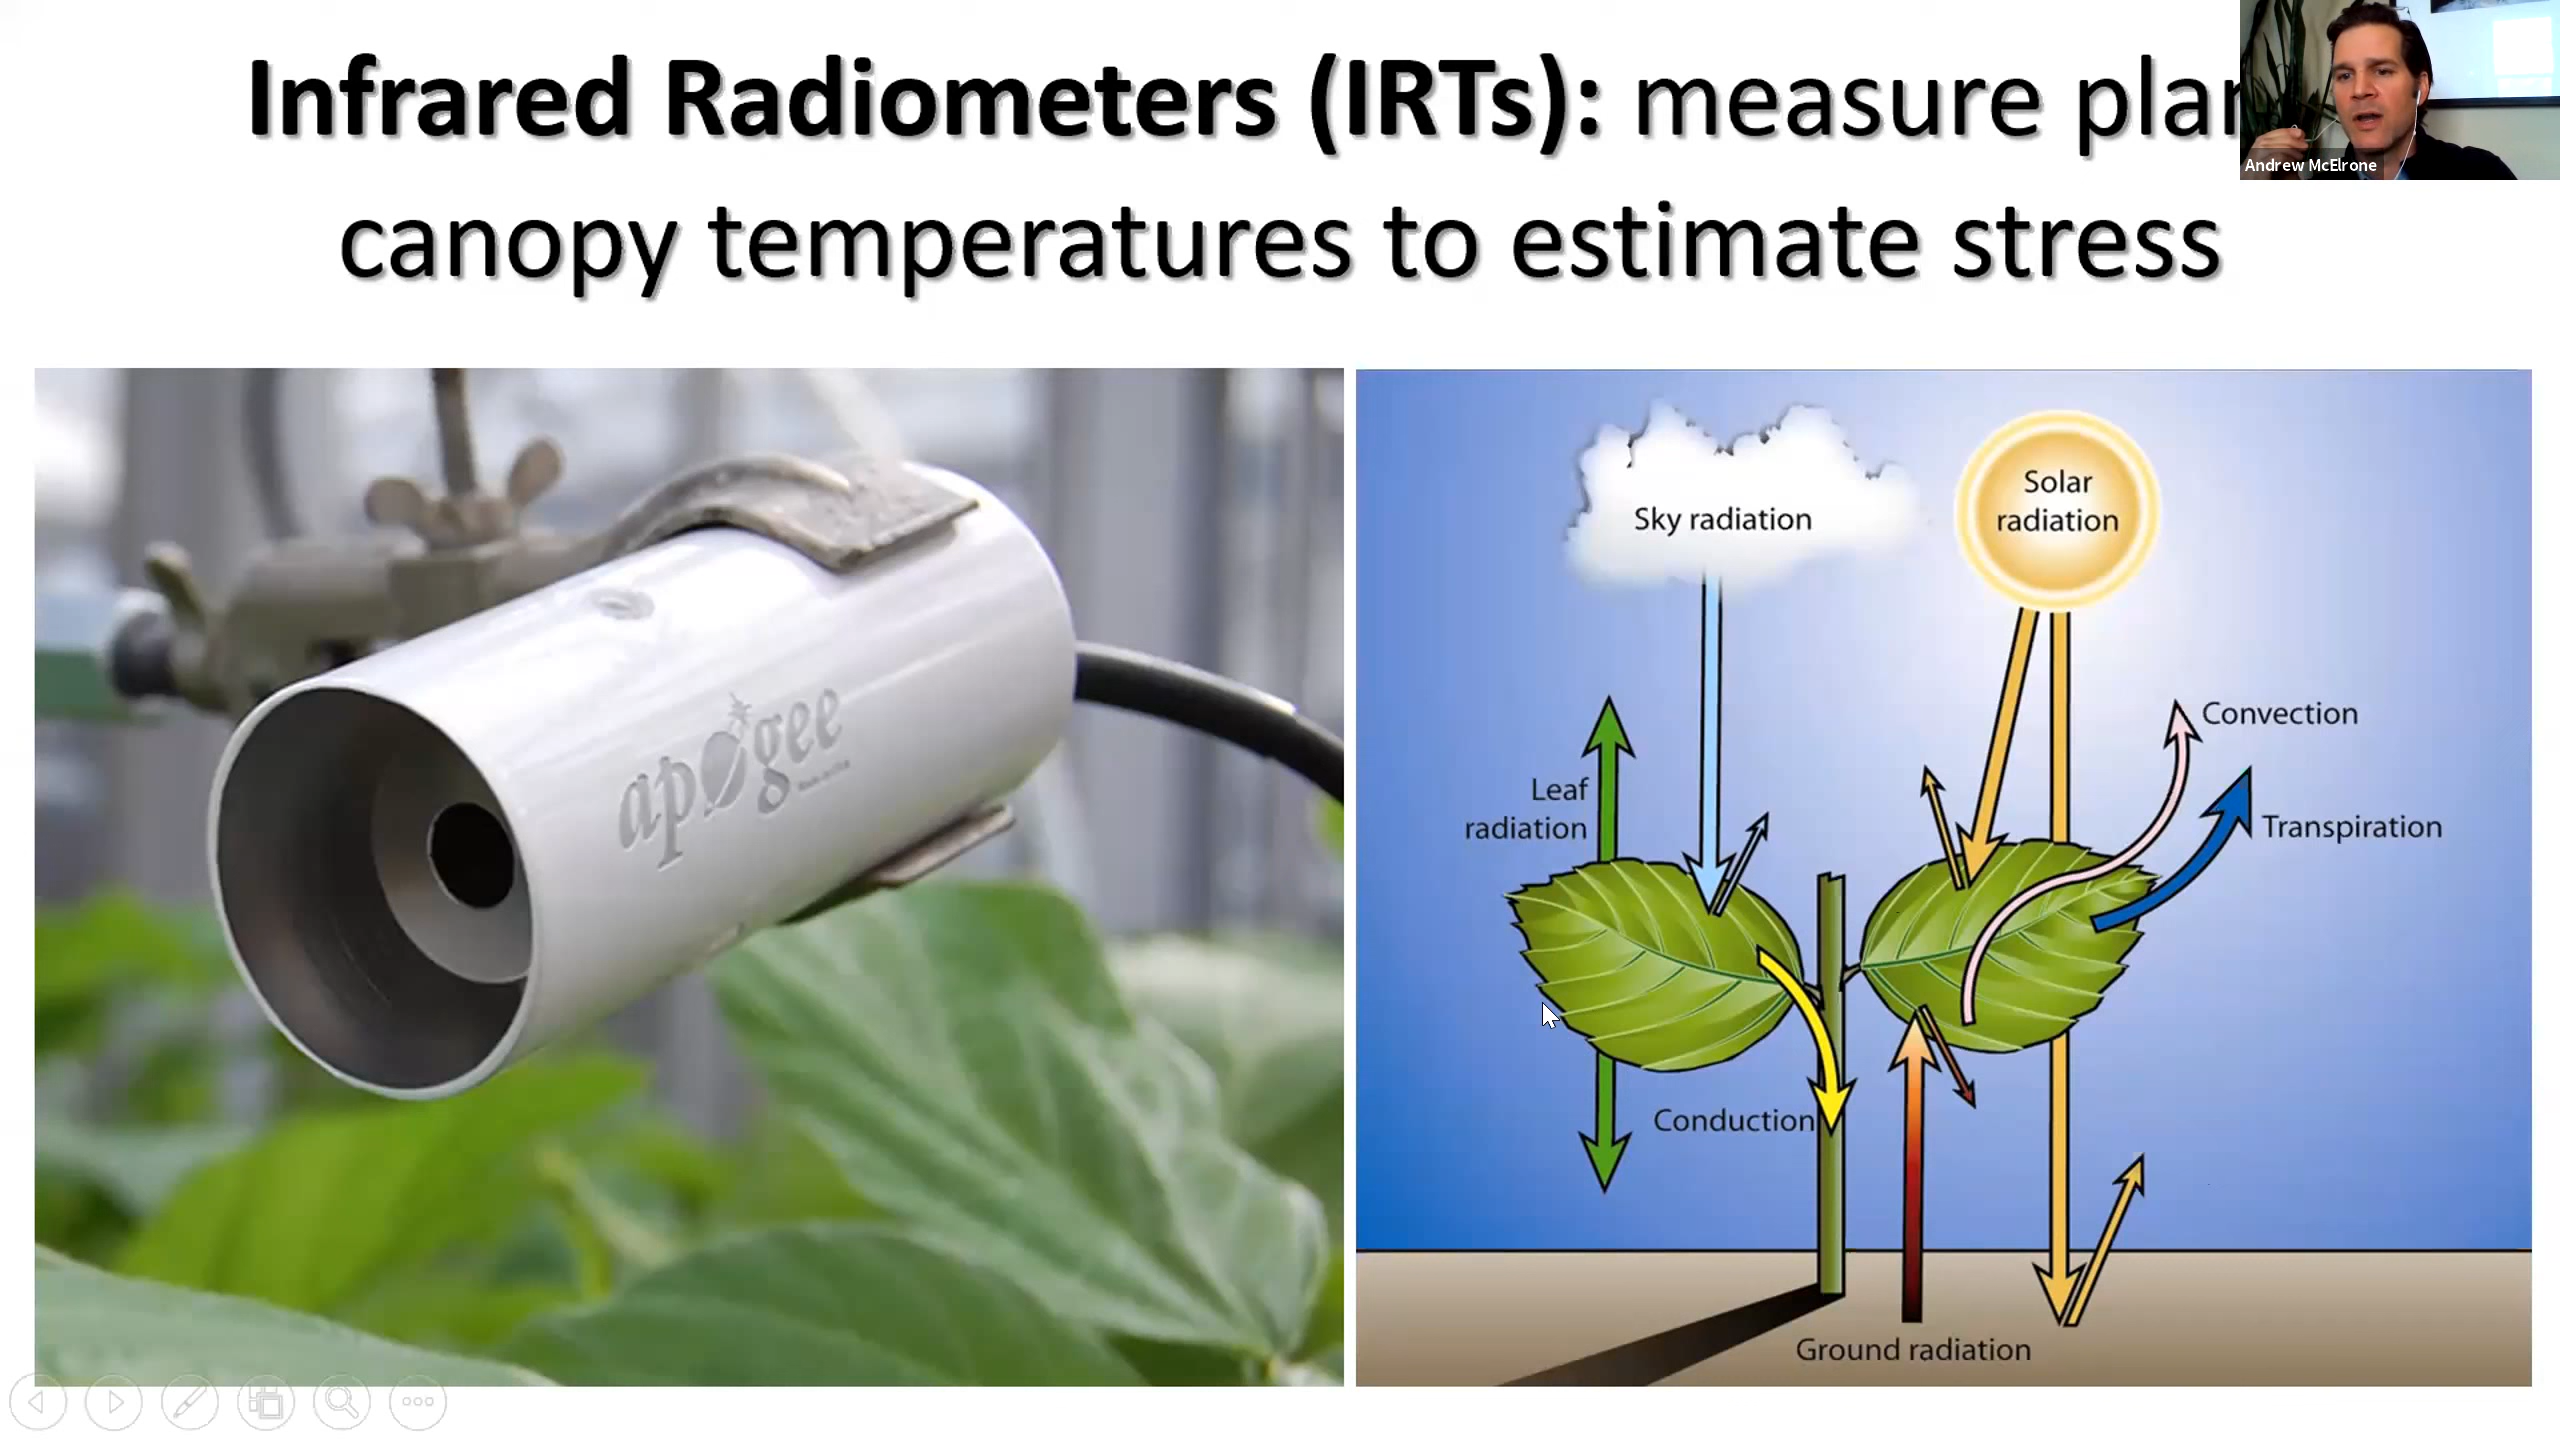 Infrared Radiometers (IRTs): measure plan
canopy temperatures to estimate stress
Andrew McElrone
apogee
Sky radiation
Solar
radiation
Convection
Leaf
radiation
Transpiration
Conduction
Ground radiation